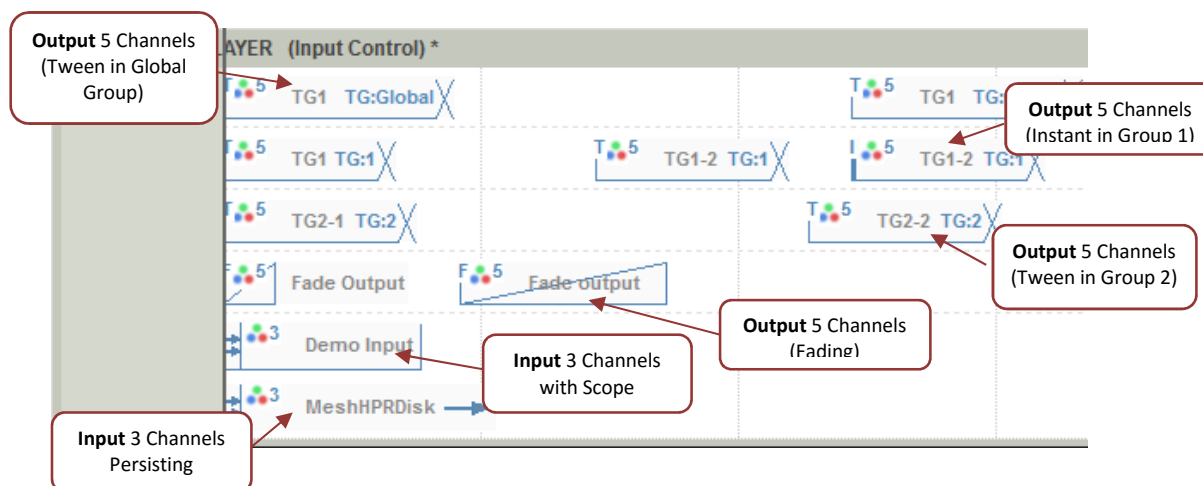 Output 5 Channels
(Tween in Global
Group)
AYER (Input Control) *
T 5 TG1 TG:Global
T 5 TG1 TG:
Output 5 Channels
(Instant in Group 1)
T 5 TG1 TG:1
T 5 TG1-2 TG:1
I 5 TG1-2 TG:1
T 5 TG2-1 TG:2
T 5 TG2-2 TG:2
Output 5 Channels
(Tween in Group 2)
F 5 Fade Output
F 5 Fade output
Output 5 Channels
(Fading)
3 Demo Input
Input 3 Channels
with Scope
3 MeshHPRDisk
Input 3 Channels
Persisting